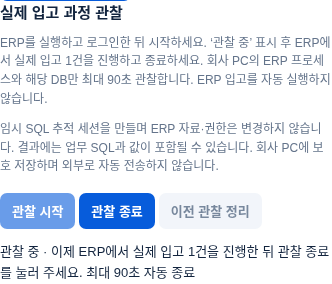 실제 입고 과정 관찰
ERP를 실행하고 로그인한 뒤 시작하세요. ‘관찰 중’ 표시 후 ERP에
서 실제 입고 1건을 진행하고 종료하세요. 회사 PC의 ERP 프로세
스와 해당 DB만 최대 90초 관찰합니다. ERP 입고를 자동 실행하지
않습니다.
임시 SQL 추적 세션을 만들며 ERP 자료·권한은 변경하지 않습니
다. 결과에는 업무 SQL과 값이 포함될 수 있습니다. 회사 PC에 보
호 저장하며 외부로 자동 전송하지 않습니다.
관찰 시작 관찰 종료 이전 관찰 정리
관찰 중 · 이제 ERP에서 실제 입고 1건을 진행한 뒤 관찰 종료
를 눌러 주세요. 최대 90초 자동 종료